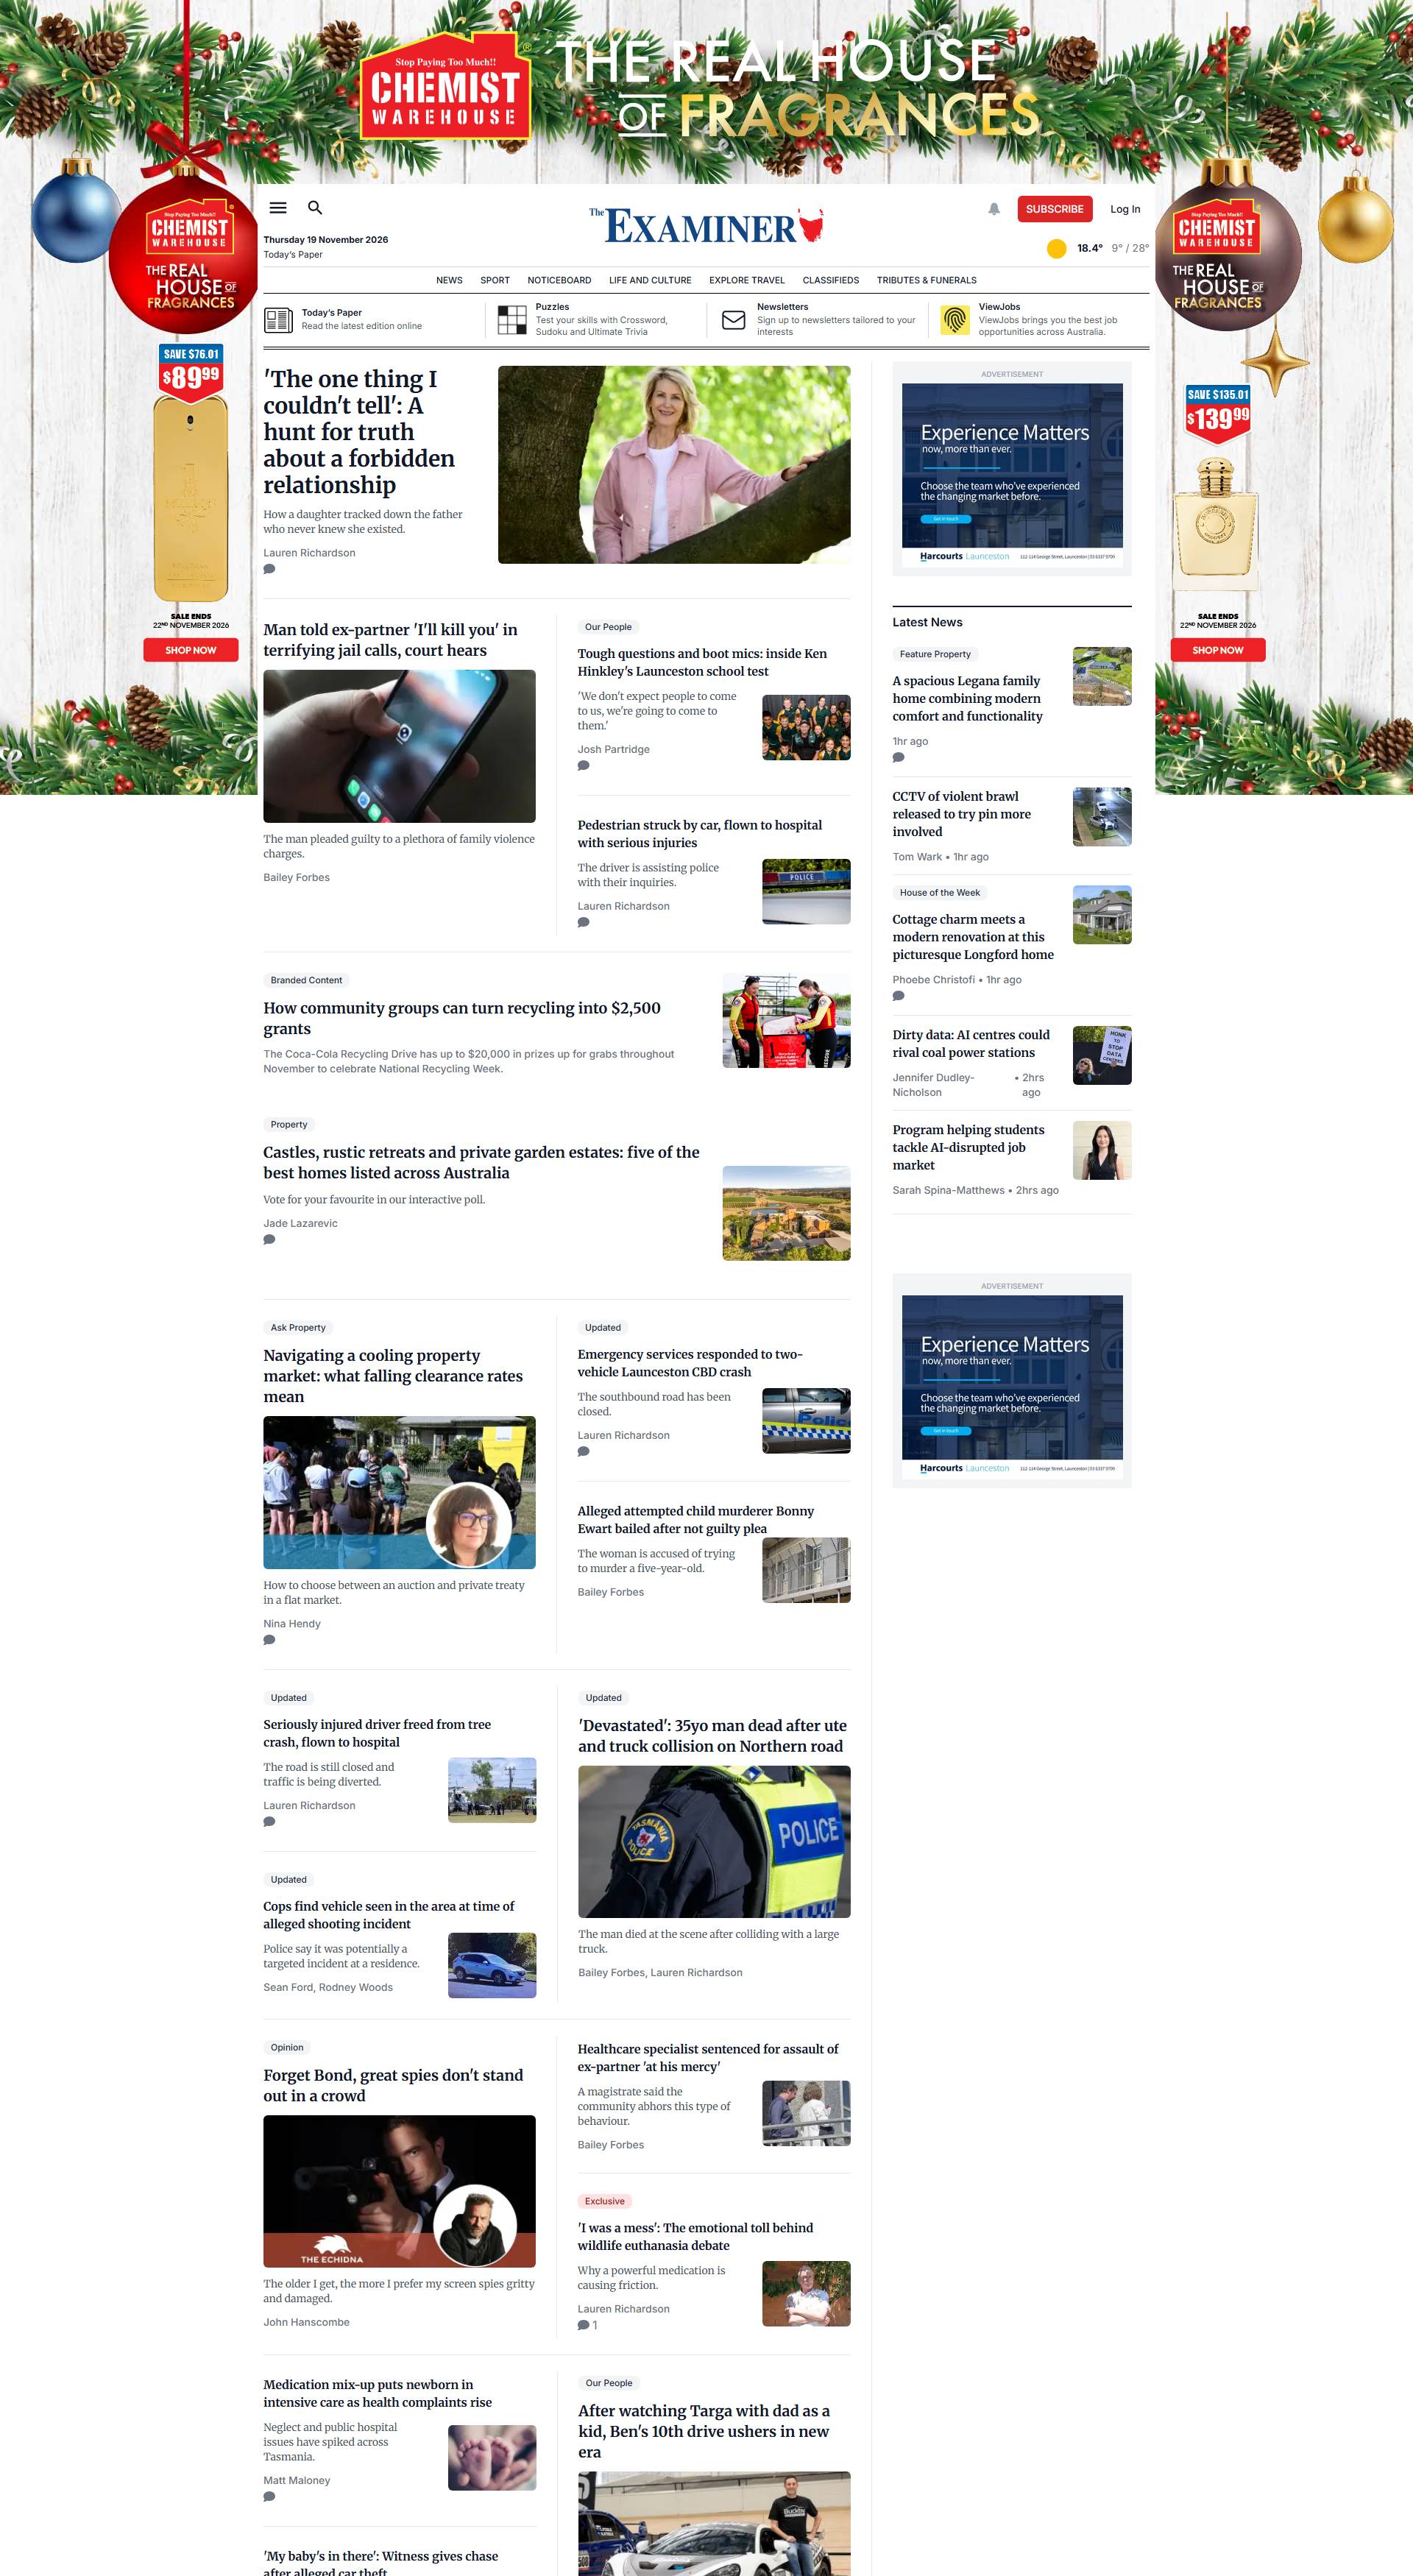 Stop Paying Too Much!!
CHEMIST
WAREHOUSE
®
THE REAL HOUSE
OF FRAGRANCES
Stop Paying Too Much!!
CHEMIST
WAREHOUSE
THE REAL
HOUSE OF
FRAGRANCES
SAVE $76.01
$89.99
SALE ENDS
22ND NOVEMBER 2026
SHOP NOW
Stop Paying Too Much!!
CHEMIST
WAREHOUSE
THE REAL
HOUSE OF
FRAGRANCES
SAVE $135.01
$139.99
SALE ENDS
22ND NOVEMBER 2026
SHOP NOW
The EXAMINER
SUBSCRIBE
Log In
Thursday 19 November 2026
Today's Paper
18.4° 9° / 28°
NEWS SPORT NOTICEBOARD LIFE AND CULTURE EXPLORE TRAVEL CLASSIFIEDS TRIBUTES & FUNERALS
Today's Paper
Read the latest edition online
Puzzles
Test your skills with Crossword,
Sudoku and Ultimate Trivia
Newsletters
Sign up to newsletters tailored to your
interests
ViewJobs
ViewJobs brings you the best job
opportunities across Australia.
'The one thing I
couldn't tell': A
hunt for truth
about a forbidden
relationship
How a daughter tracked down the father
who never knew she existed.
Lauren Richardson
Man told ex-partner 'I'll kill you' in
terrifying jail calls, court hears
The man pleaded guilty to a plethora of family violence
charges.
Bailey Forbes
Our People
Tough questions and boot mics: inside Ken
Hinkley's Launceston school test
'We don't expect people to come
to us, we're going to come to
them.'
Josh Partridge
Pedestrian struck by car, flown to hospital
with serious injuries
The driver is assisting police
with their inquiries.
POLICE
Lauren Richardson
Branded Content
How community groups can turn recycling into $2,500
grants
The Coca-Cola Recycling Drive has up to $20,000 in prizes up for grabs throughout
November to celebrate National Recycling Week.
Property
Castles, rustic retreats and private garden estates: five of the
best homes listed across Australia
Vote for your favourite in our interactive poll.
Jade Lazarevic
Ask Property
Navigating a cooling property
market: what falling clearance rates
mean
How to choose between an auction and private treaty
in a flat market.
Nina Hendy
Updated
Emergency services responded to two-
vehicle Launceston CBD crash
The southbound road has been
closed.
Lauren Richardson
Police
Alleged attempted child murderer Bonny
Ewart bailed after not guilty plea
The woman is accused of trying
to murder a five-year-old.
Bailey Forbes
Updated
Seriously injured driver freed from tree
crash, flown to hospital
The road is still closed and
traffic is being diverted.
Lauren Richardson
Updated
Cops find vehicle seen in the area at time of
alleged shooting incident
Police say it was potentially a
targeted incident at a residence.
Sean Ford, Rodney Woods
Updated
'Devastated': 35yo man dead after ute
and truck collision on Northern road
TASMANIA
POLICE
POLICE
The man died at the scene after colliding with a large
truck.
Bailey Forbes, Lauren Richardson
Opinion
Forget Bond, great spies don't stand
out in a crowd
THE ECHIDNA
The older I get, the more I prefer my screen spies gritty
and damaged.
John Hanscombe
Healthcare specialist sentenced for assault of
ex-partner 'at his mercy'
A magistrate said the
community abhors this type of
behaviour.
Bailey Forbes
Exclusive
'I was a mess': The emotional toll behind
wildlife euthanasia debate
Why a powerful medication is
causing friction.
Lauren Richardson
1
Medication mix-up puts newborn in
intensive care as health complaints rise
Neglect and public hospital
issues have spiked across
Tasmania.
Matt Maloney
'My baby's in there': Witness gives chase
after alleged car theft
Our People
After watching Targa with dad as a
kid, Ben's 10th drive ushers in new
era
ADVERTISEMENT
Experience Matters
now, more than ever.
Choose the team who've experienced
the changing market before.
Get in touch
Harcourts Launceston
Latest News
Feature Property
A spacious Legana family
home combining modern
comfort and functionality
1hr ago
CCTV of violent brawl
released to try pin more
involved
Tom Wark • 1hr ago
House of the Week
Cottage charm meets a
modern renovation at this
picturesque Longford home
Phoebe Christofi • 1hr ago
Dirty data: AI centres could
rival coal power stations
HONK
TO
STOP
DATA
CENTRES
Jennifer Dudley- • 2hrs
Nicholson ago
Program helping students
tackle AI-disrupted job
market
Sarah Spina-Matthews • 2hrs ago
ADVERTISEMENT
Experience Matters
now, more than ever.
Choose the team who've experienced
the changing market before.
Get in touch
Harcourts Launceston